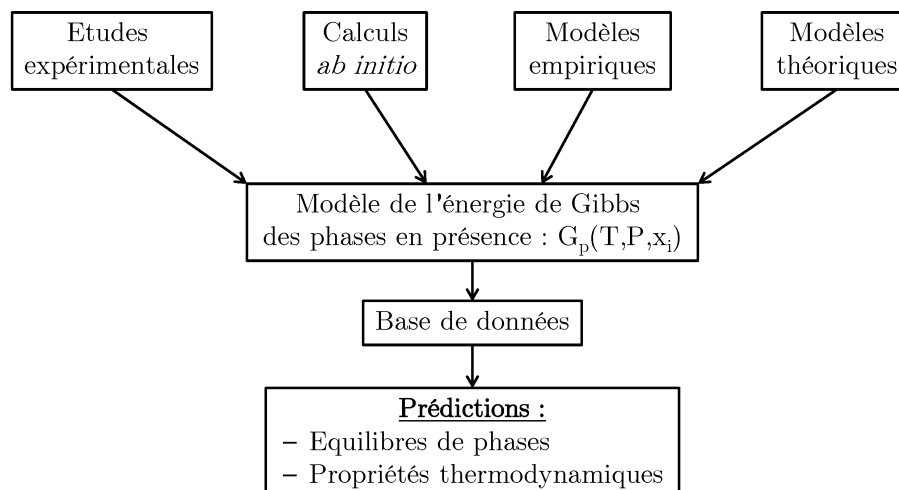 Etudes
expérimentales
Calculs
ab initio
Modèles
empiriques
Modèles
théoriques
Modèle de l'énergie de Gibbs
des phases en présence : Gp(T,P,xi)
Base de données
Prédictions :
– Equilibres de phases
– Propriétés thermodynamiques